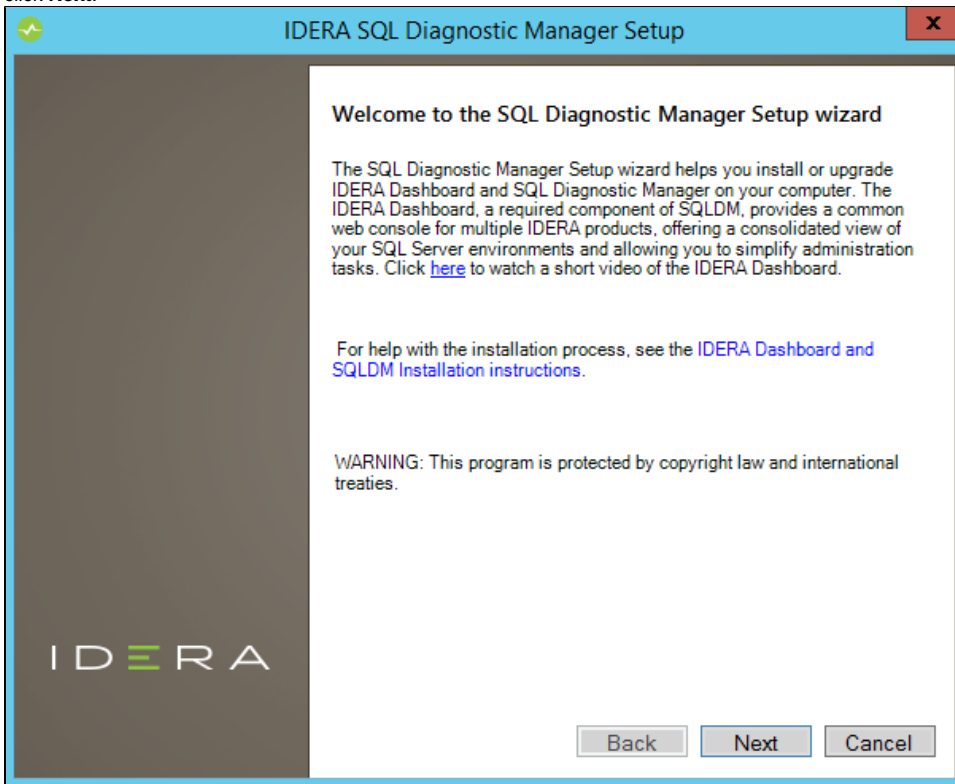 click Next.
IDERA SQL Diagnostic Manager Setup
x
Welcome to the SQL Diagnostic Manager Setup wizard
The SQL Diagnostic Manager Setup wizard helps you install or upgrade
IDERA Dashboard and SQL Diagnostic Manager on your computer. The
IDERA Dashboard, a required component of SQLDM, provides a common
web console for multiple IDERA products, offering a consolidated view of
your SQL Server environments and allowing you to simplify administration
tasks. Click here to watch a short video of the IDERA Dashboard.
For help with the installation process, see the IDERA Dashboard and
SQLDM Installation instructions.
WARNING: This program is protected by copyright law and international
treaties.
IDERA
Back Next Cancel